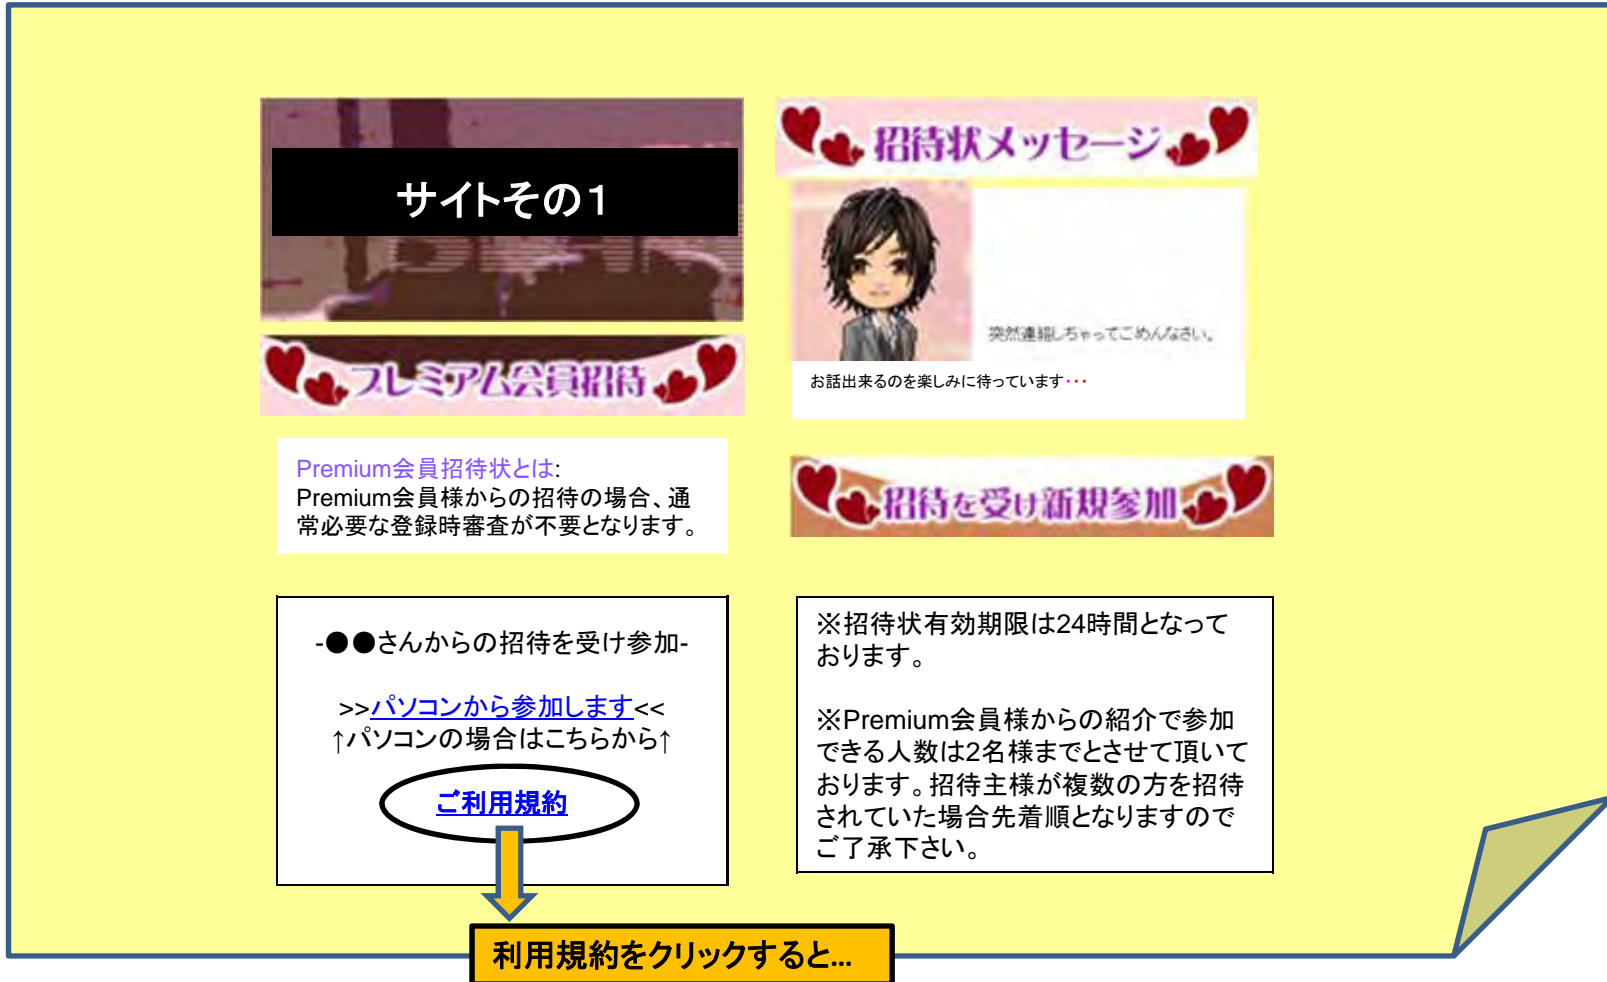 サイトその1
プレミアム会員招待
Premium会員招待状とは:
Premium会員様からの招待の場合、通
常必要な登録時審査が不要となります。
-●●さんからの招待を受け参加-
>>パソコンから参加します<<
↑パソコンの場合はこちらから↑
ご利用規約
招待状メッセージ
突然連絡しちゃってごめんなさい。
お話出来るのを楽しみに待っています・・・
招待を受け新規参加
※招待状有効期限は24時間となって
おります。
※Premium会員様からの紹介で参加
できる人数は2名様までとさせて頂いて
おります。招待主様が複数の方を招待
されていた場合先着順となりますので
ご了承下さい。
利用規約をクリックすると...